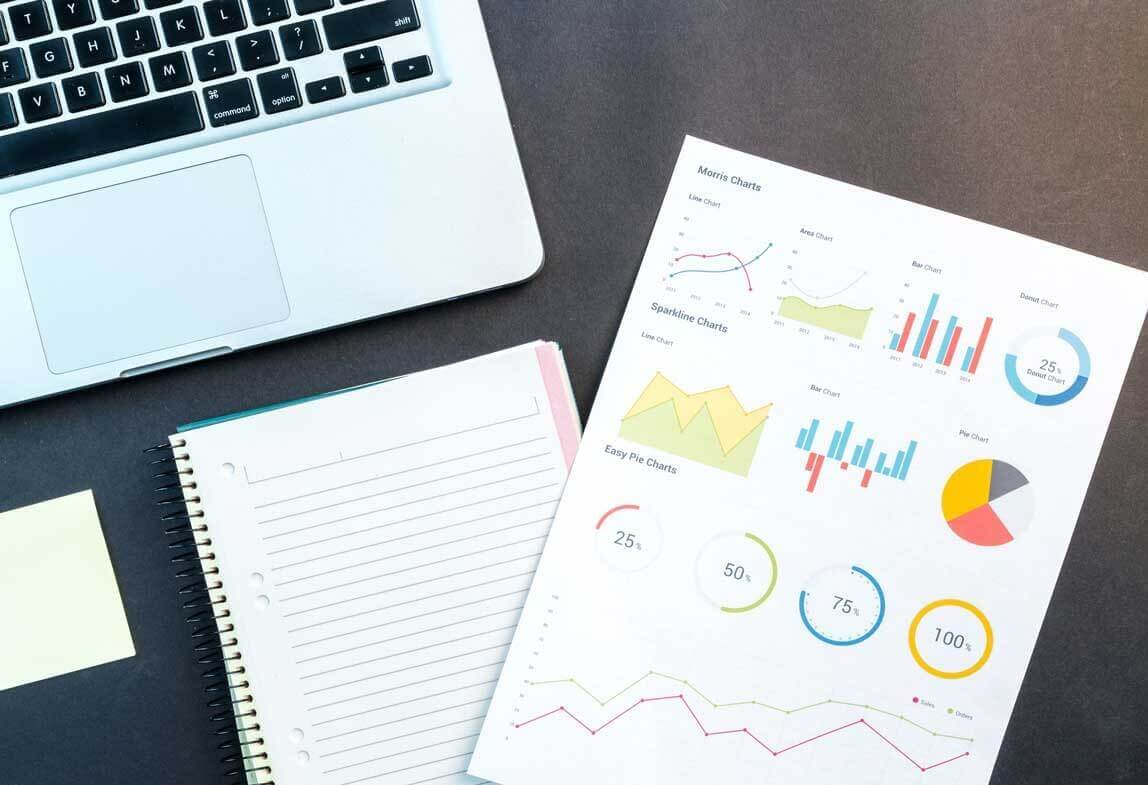 T Y U I O P
F G H J K L ;
V B N M < , > . ? / shift
⌘ command
alt option
Morris Charts
Line Chart
Area Chart
Bar Chart
Donut Chart
25%
Donut Chart
Sparkline Charts
Line Chart
Bar Chart
Pie Chart
Easy Pie Charts
25%
50%
75%
100%
Sales
Orders